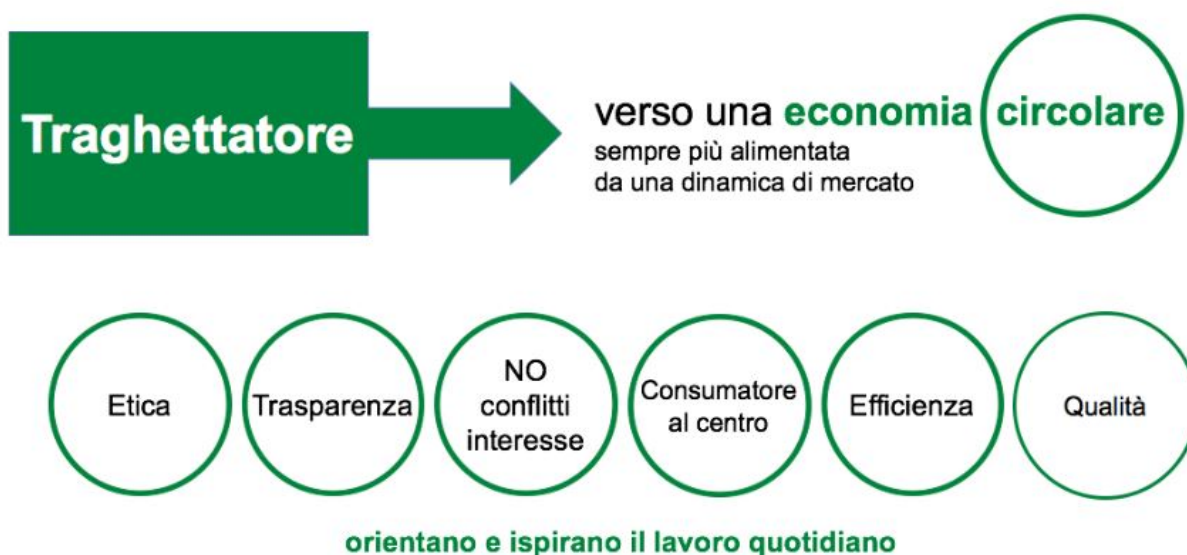 Traghettatore
verso una economia circolare
sempre più alimentata
da una dinamica di mercato
Etica
Trasparenza
NO
conflitti
interesse
Consumatore
al centro
Efficienza
Qualità
orientano e ispirano il lavoro quotidiano